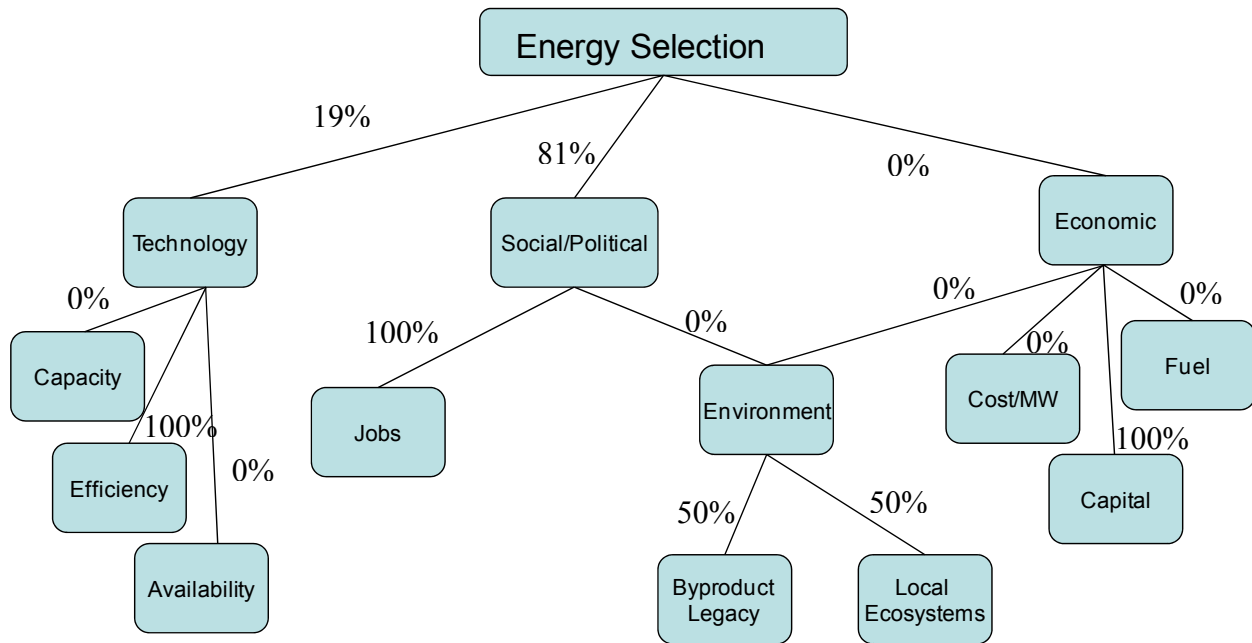 Energy Selection
19%
81%
0%
Technology
Social/Political
Economic
0%
100%
0%
0%
0%
0%
Capacity
Jobs
Environment
Cost/MW
Fuel
100%
0%
100%
Efficiency
Capital
50%
50%
Availability
Byproduct
Legacy
Local
Ecosystems